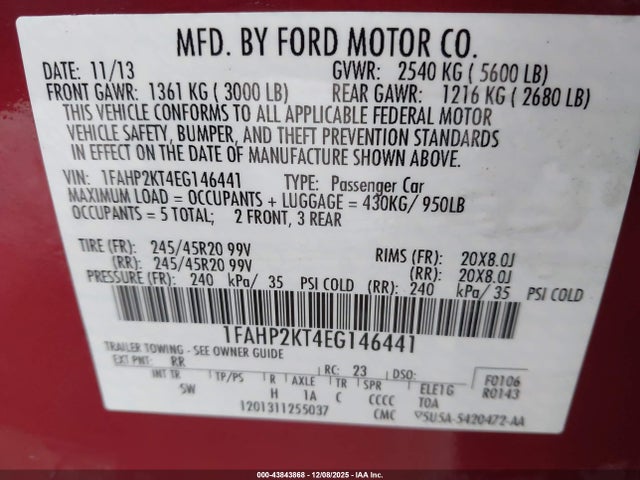 MFD. BY FORD MOTOR CO.
DATE: 11/13 GVWR: 2540 KG ( 5600 LB)
FRONT GAWR: 1361 KG ( 3000 LB) REAR GAWR: 1216 KG ( 2680 LB)
THIS VEHICLE CONFORMS TO ALL APPLICABLE FEDERAL MOTOR
VEHICLE SAFETY, BUMPER, AND THEFT PREVENTION STANDARDS
IN EFFECT ON THE DATE OF MANUFACTURE SHOWN ABOVE.
VIN: 1FAHP2KT4EG146441 TYPE: Passenger Car
MAXIMUM LOAD = OCCUPANTS + LUGGAGE = 430KG/ 950LB
OCCUPANTS = 5 TOTAL; 2 FRONT, 3 REAR
TIRE (FR): 245/45R20 99V RIMS (FR): 20X8.0J
(RR): 245/45R20 99V (RR): 20X8.0J
PRESSURE (FR): 240 kPa/ 35 PSI COLD (RR): 240 kPa/ 35 PSI COLD
1FAHP2KT4EG146441
TRAILER TOWING - SEE OWNER GUIDE
EXT PNT: RR RC: 23 DSO: F0106
INT TR TP/PS R AXLE TR SPR ELE1G R0143
5W H 1A C CCCC T0A
1201311255037 CMC 5U5A-5420472-AA
000-43843868 12/08/2025 IAA Inc.